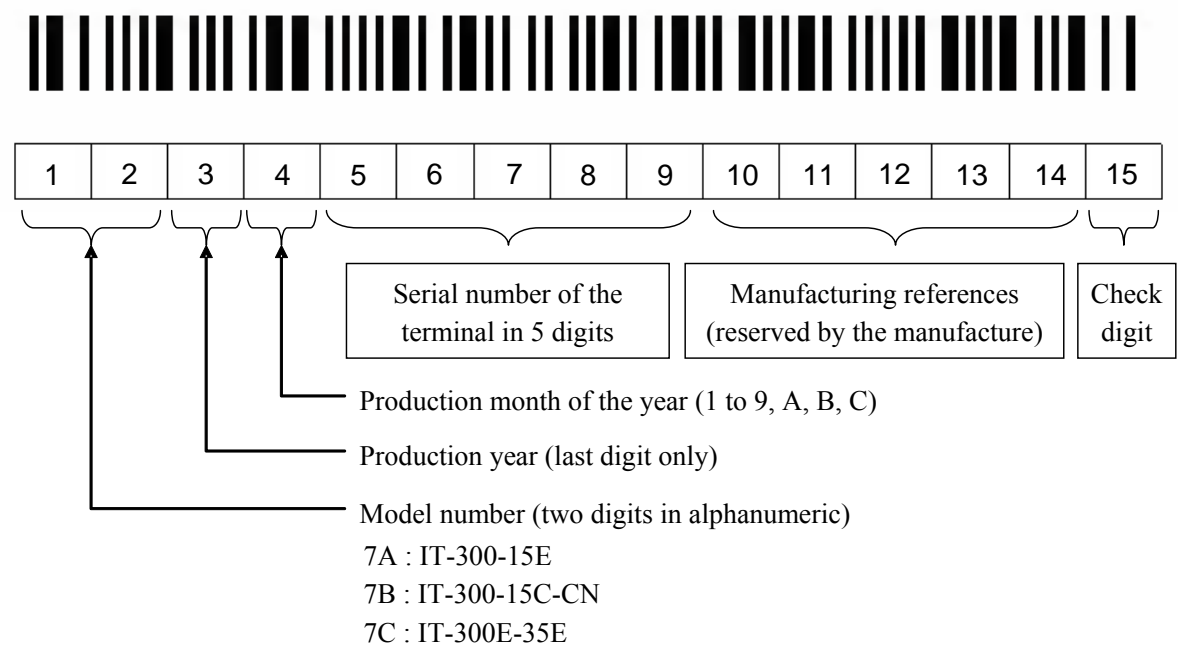 1 2 3 4 5 6 7 8 9 10 11 12 13 14 15
Serial number of the
terminal in 5 digits
Manufacturing references
(reserved by the manufacture)
Check
digit
Production month of the year (1 to 9, A, B, C)
Production year (last digit only)
Model number (two digits in alphanumeric)
7A : IT-300-15E
7B : IT-300-15C-CN
7C : IT-300E-35E